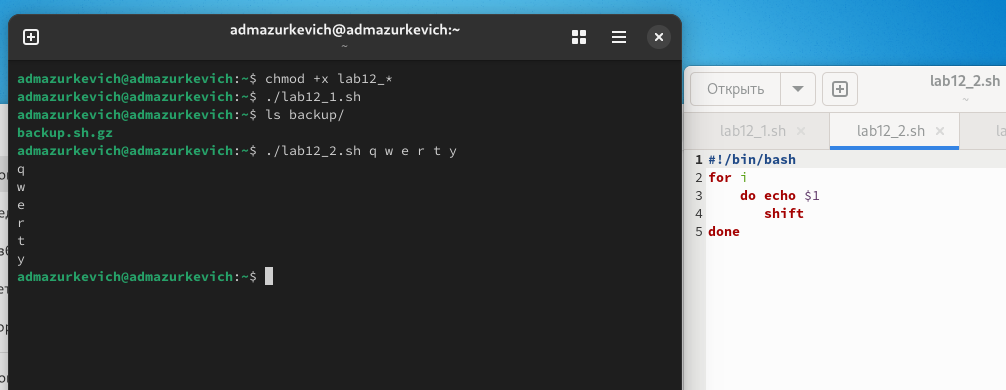 admazurkevich@admazurkevich:~
~
admazurkevich@admazurkevich:~$ chmod +x lab12_*
admazurkevich@admazurkevich:~$ ./lab12_1.sh
admazurkevich@admazurkevich:~$ ls backup/
backup.sh.gz
admazurkevich@admazurkevich:~$ ./lab12_2.sh q w e r t y
q
w
e
r
t
y
admazurkevich@admazurkevich:~$
Открыть
lab12_2.sh
~
lab12_1.sh
lab12_2.sh
1 #!/bin/bash
2 for i
3     do echo $1
4        shift
5 done